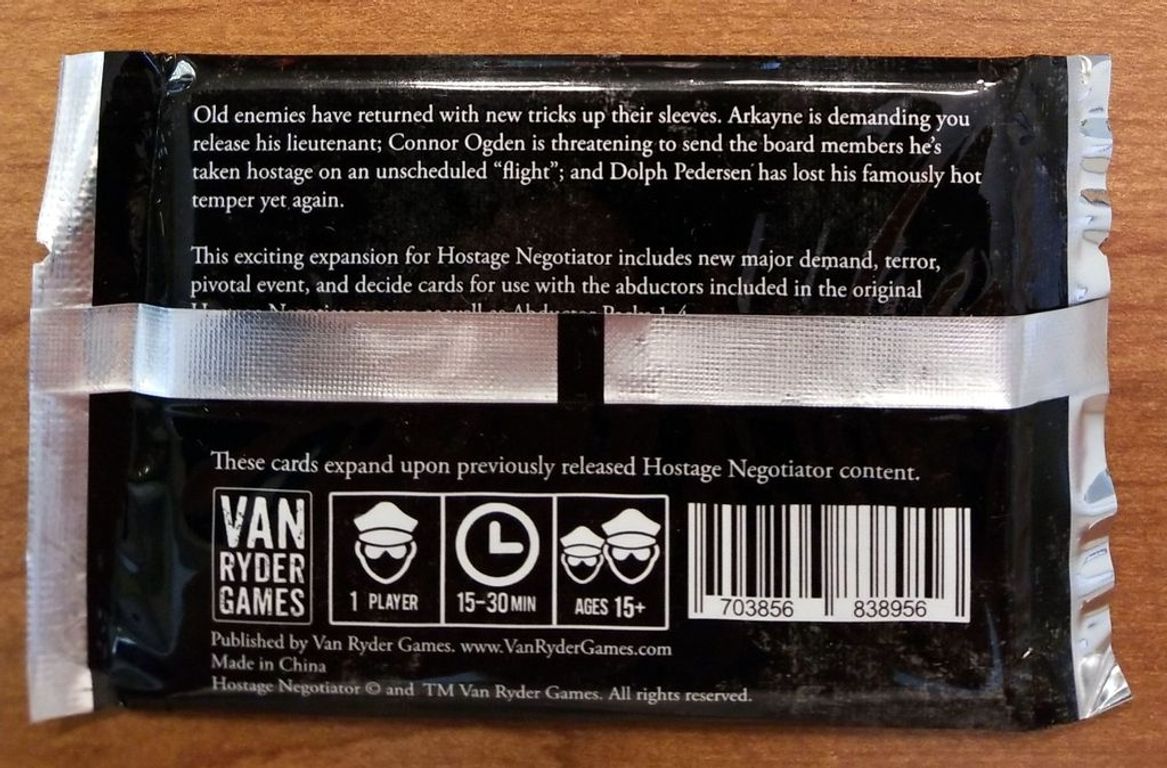 Old enemies have returned with new tricks up their sleeves. Arkayne is demanding you
release his lieutenant; Connor Ogden is threatening to send the board members he's
taken hostage on an unscheduled “flight”; and Dolph Pedersen has lost his famously hot
temper yet again.
This exciting expansion for Hostage Negotiator includes new major demand, terror,
pivotal event, and decide cards for use with the abductors included in the original
These cards expand upon previously released Hostage Negotiator content.
VAN
RYDER
GAMES
1 PLAYER
15-30 MIN
AGES 15+
703856 838956
Published by Van Ryder Games. www.VanRyderGames.com
Made in China
Hostage Negotiator © and TM Van Ryder Games. All rights reserved.